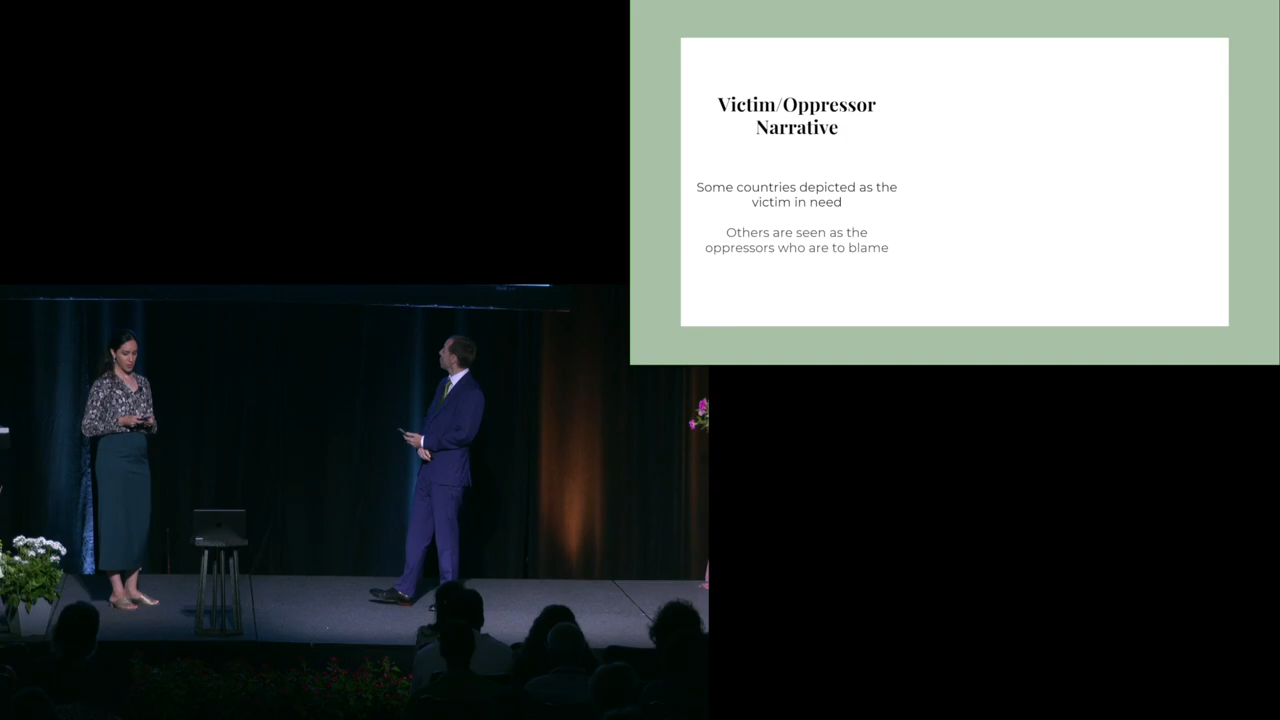 Victim/Oppressor
Narrative
Some countries depicted as the
victim in need
Others are seen as the
oppressors who are to blame